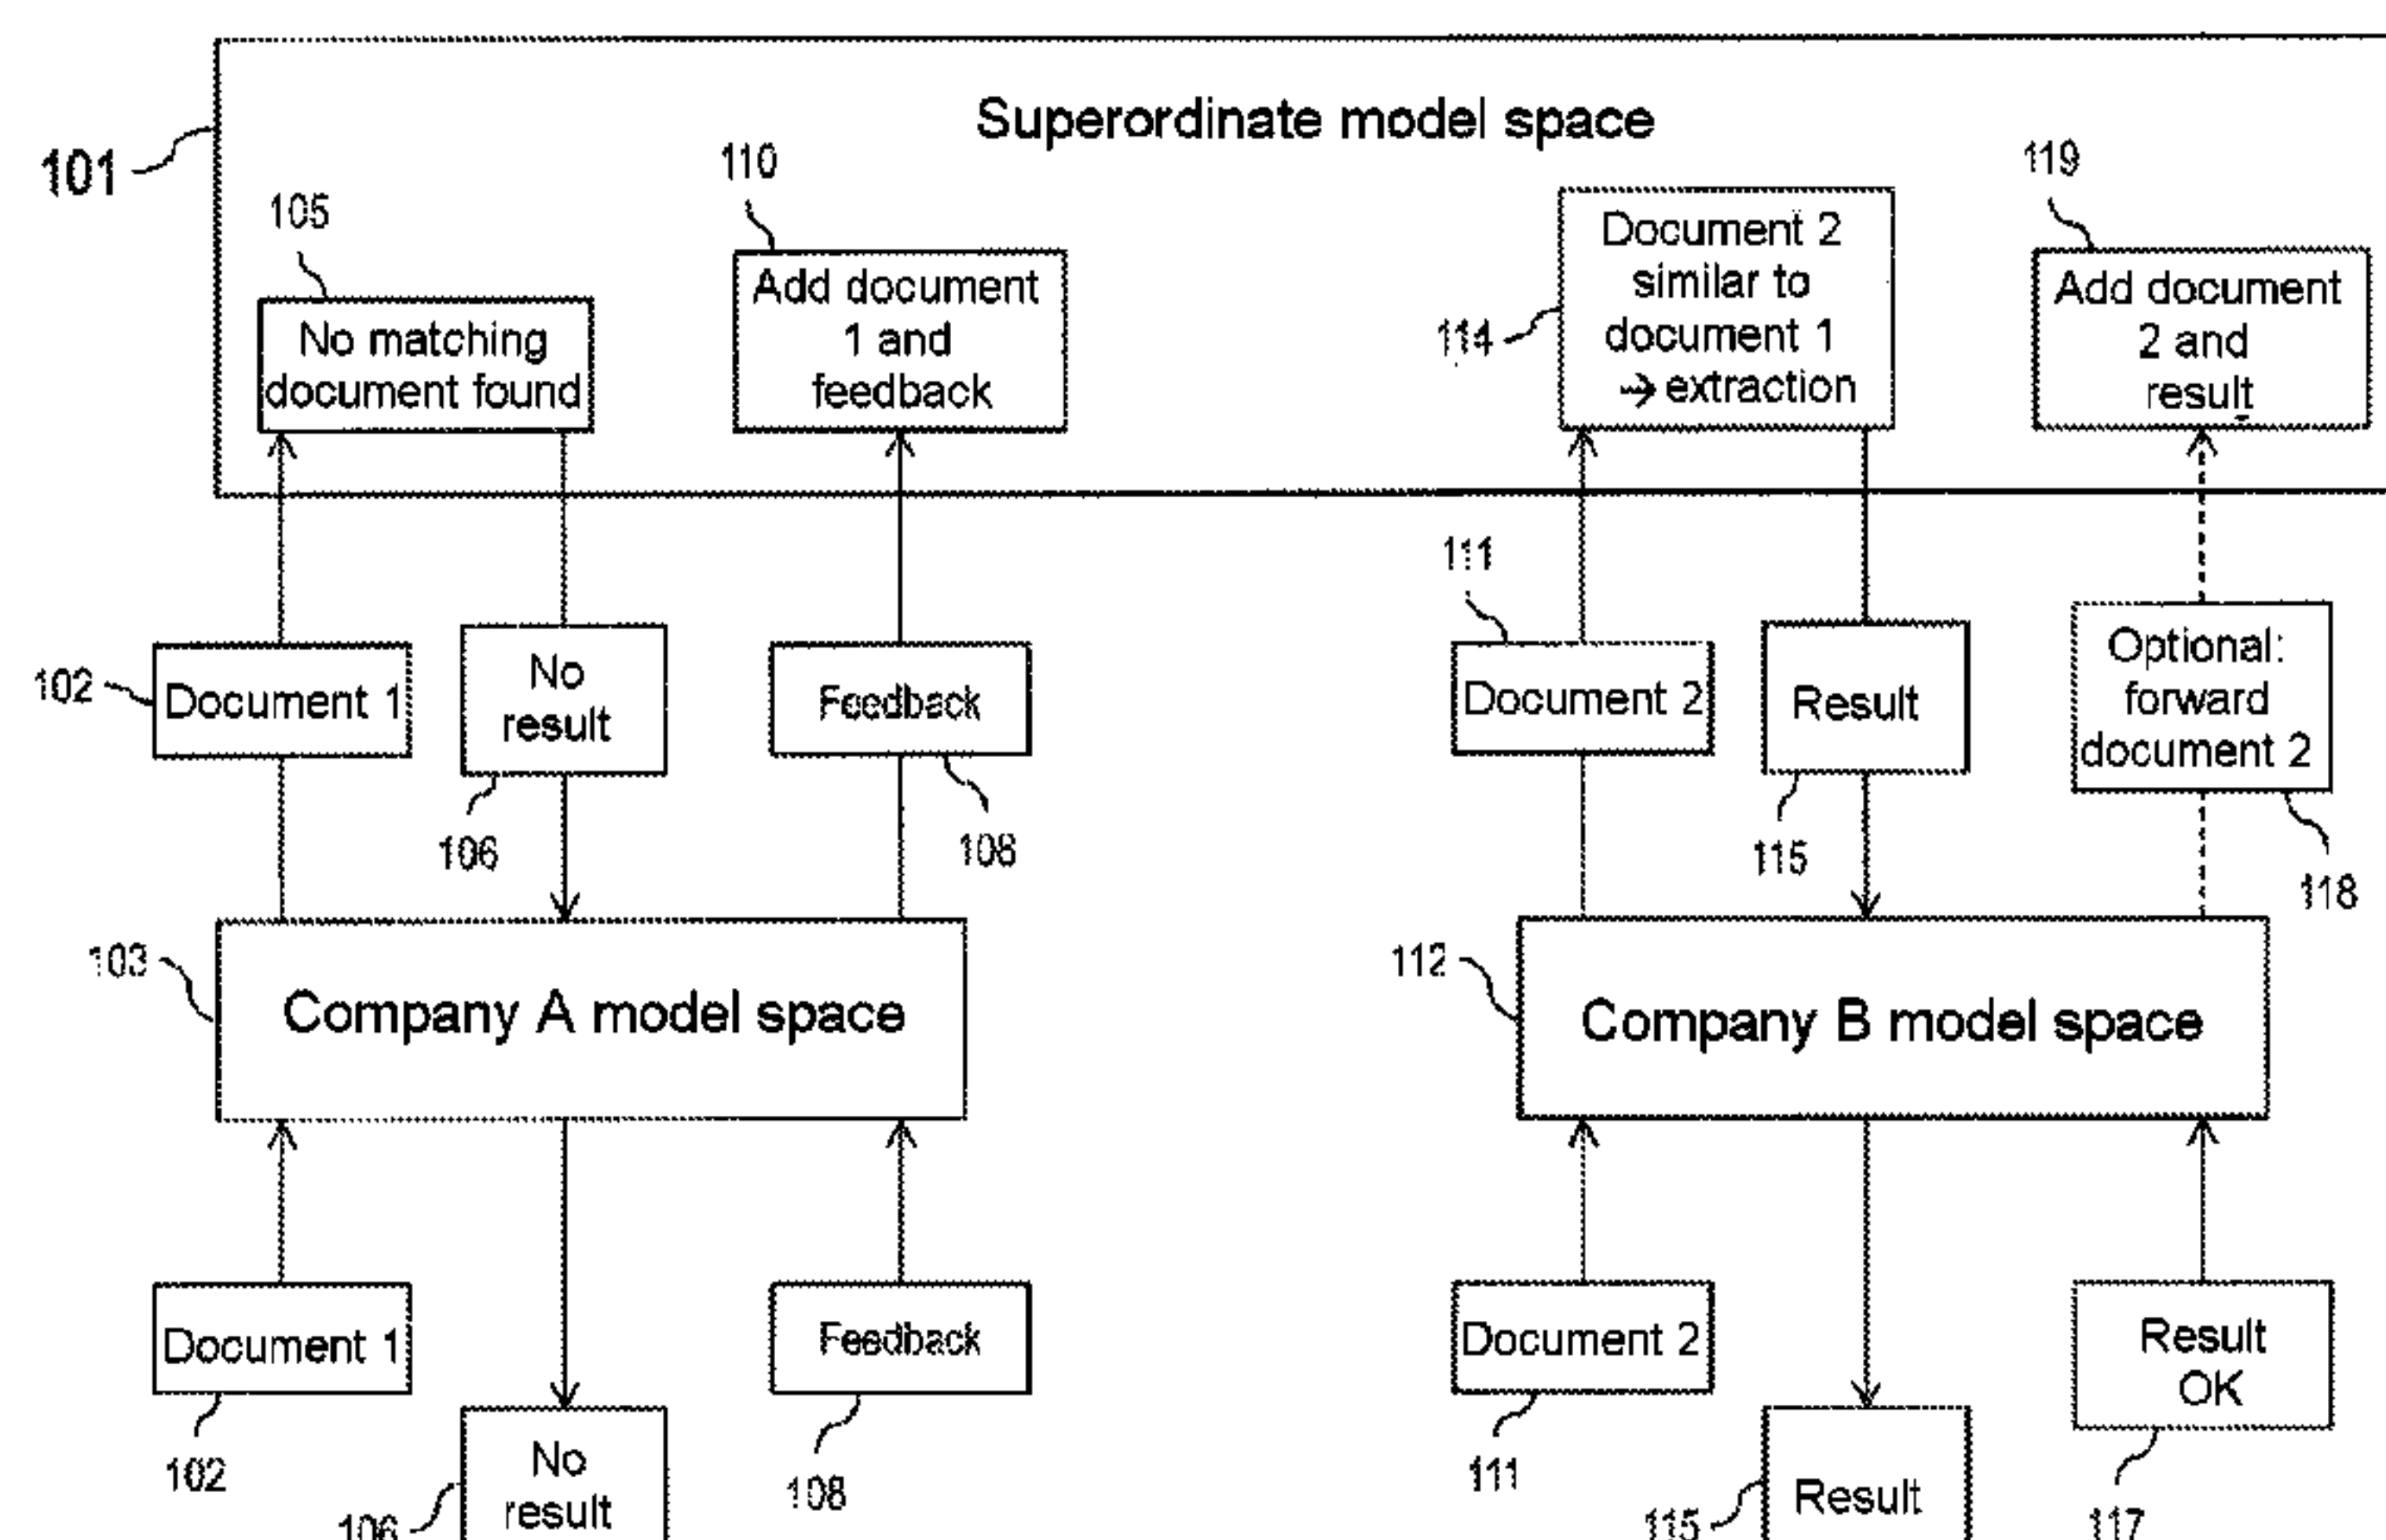 Superordinate model space
101
105
110
114
119
No matching
document found
Add document
1 and
feedback
Document 2
similar to
document 1
→ extraction
Add document
2 and
result
102
Document 1
No
result
106
Feedback
108
111
Document 2
Result
115
Optional:
forward
document 2
118
103
Company A model space
112
Company B model space
Document 1
102
No
result
106
Feedback
108
Document 2
111
Result
115
Result
OK
117